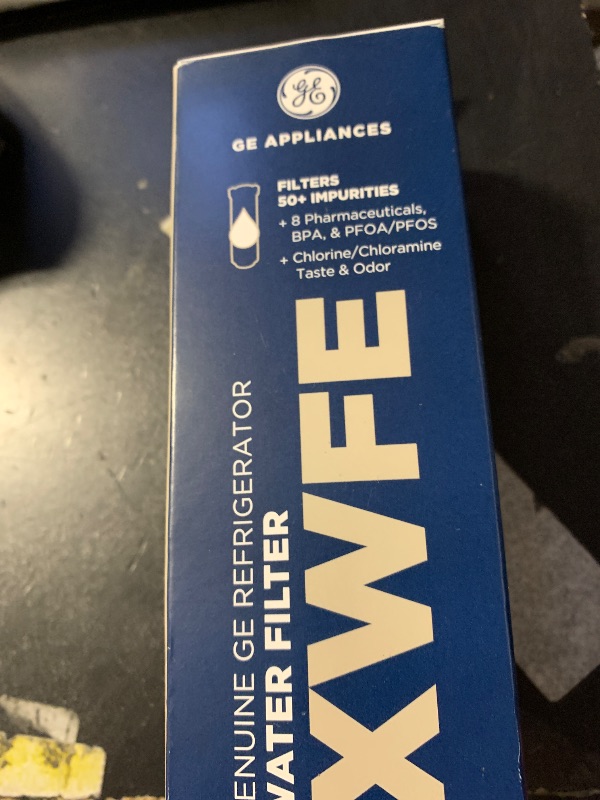 GE
GE APPLIANCES
FILTERS
50+ IMPURITIES
+ 8 Pharmaceuticals,
BPA, & PFOA/PFOS
+ Chlorine/Chloramine
Taste & Odor
ENUINE GE REFRIGERATOR
WATER FILTER
XWFE